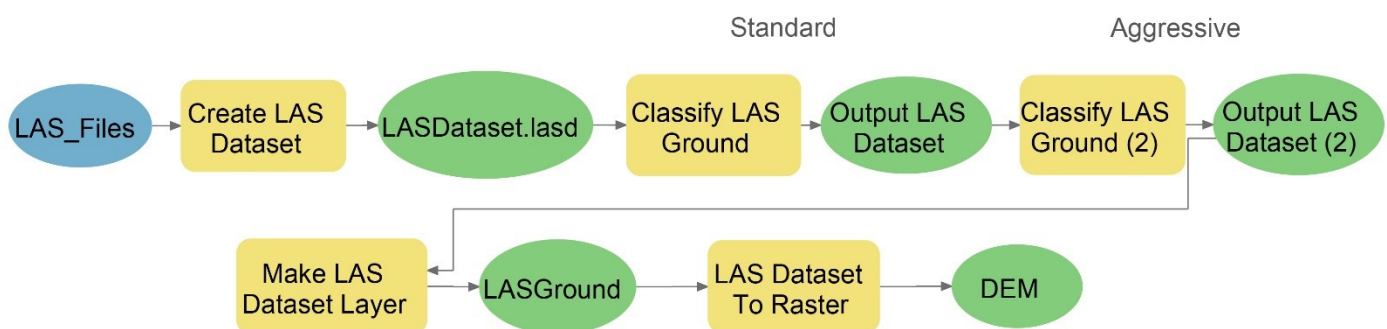 Standard
Aggressive
LAS_Files
Create LAS
Dataset
LASDataset.lasd
Classify LAS
Ground
Output LAS
Dataset
Classify LAS
Ground (2)
Output LAS
Dataset (2)
Make LAS
Dataset Layer
LASGround
LAS Dataset
To Raster
DEM